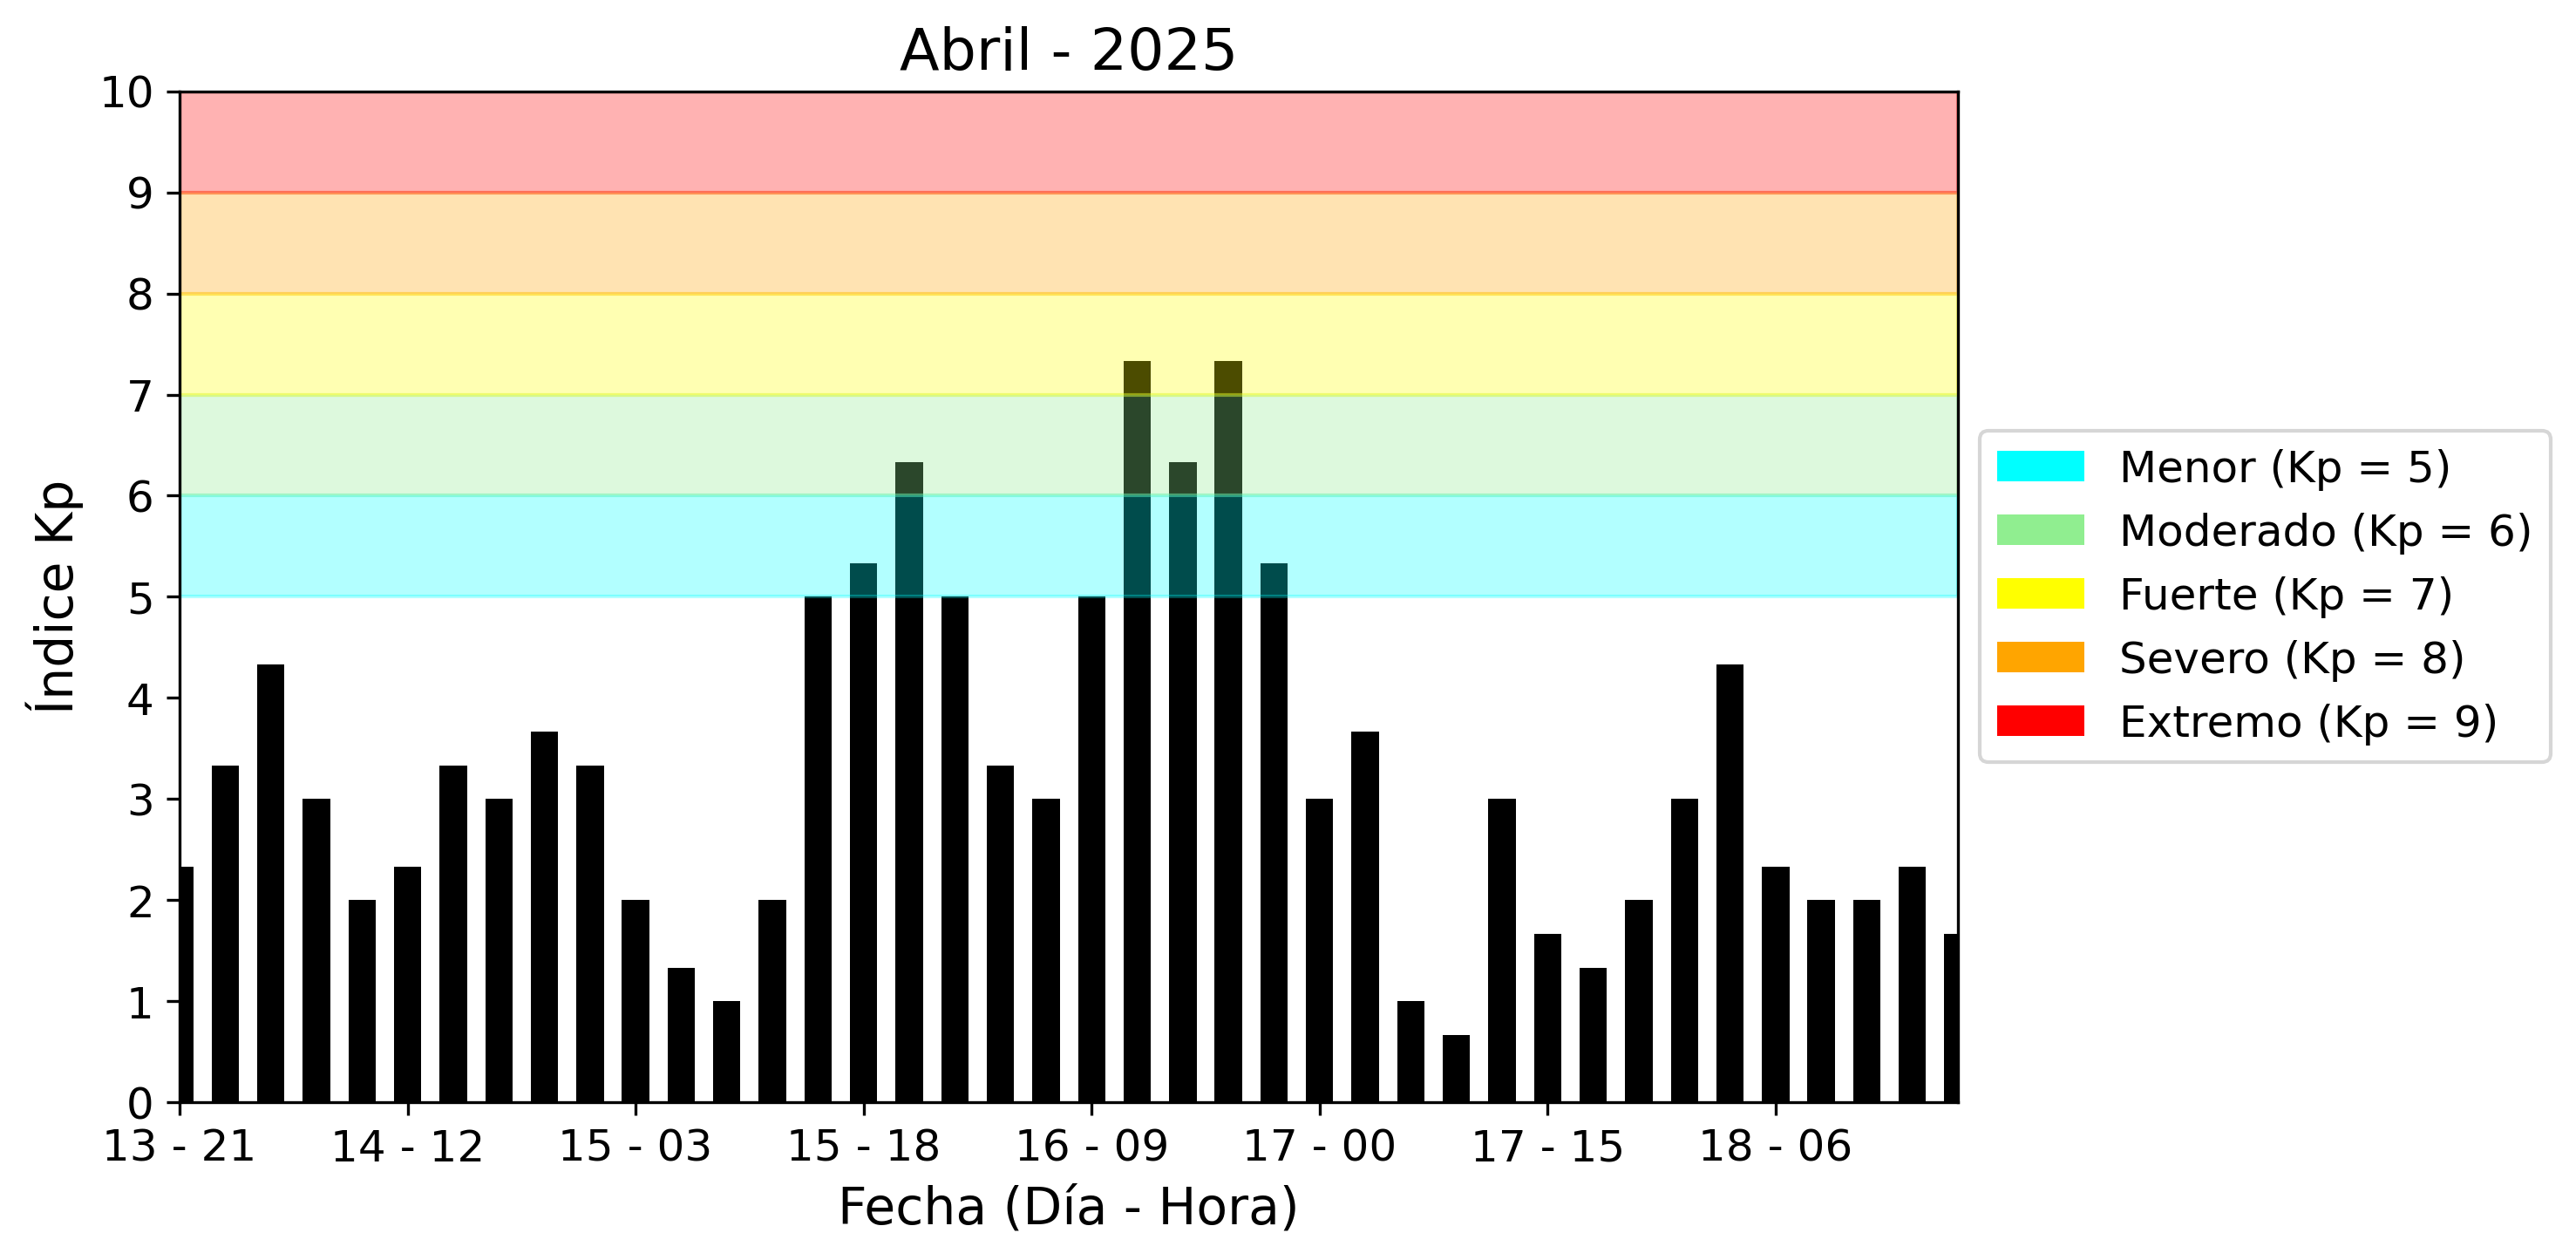 Abril - 2025
10
9
8
7
6
5
4
3
2
1
0
Índice Kp
13 - 21
14 - 12
15 - 03
15 - 18
16 - 09
17 - 00
17 - 15
18 - 06
Fecha (Día - Hora)
Menor (Kp = 5)
Moderado (Kp = 6)
Fuerte (Kp = 7)
Severo (Kp = 8)
Extremo (Kp = 9)